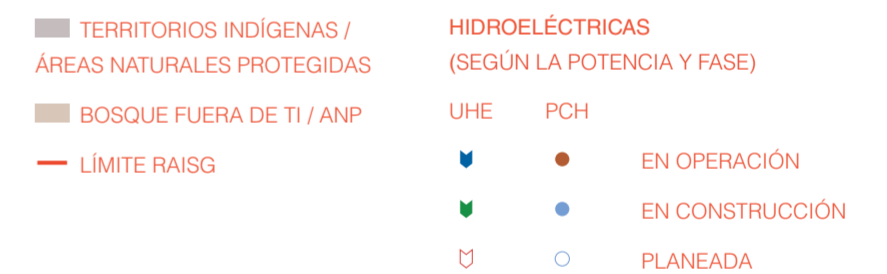 TERRITORIOS INDÍGENAS /
ÁREAS NATURALES PROTEGIDAS
BOSQUE FUERA DE TI / ANP
LÍMITE RAISG
HIDROELÉCTRICAS
(SEGÚN LA POTENCIA Y FASE)
UHE PCH
EN OPERACIÓN
EN CONSTRUCCIÓN
PLANEADA